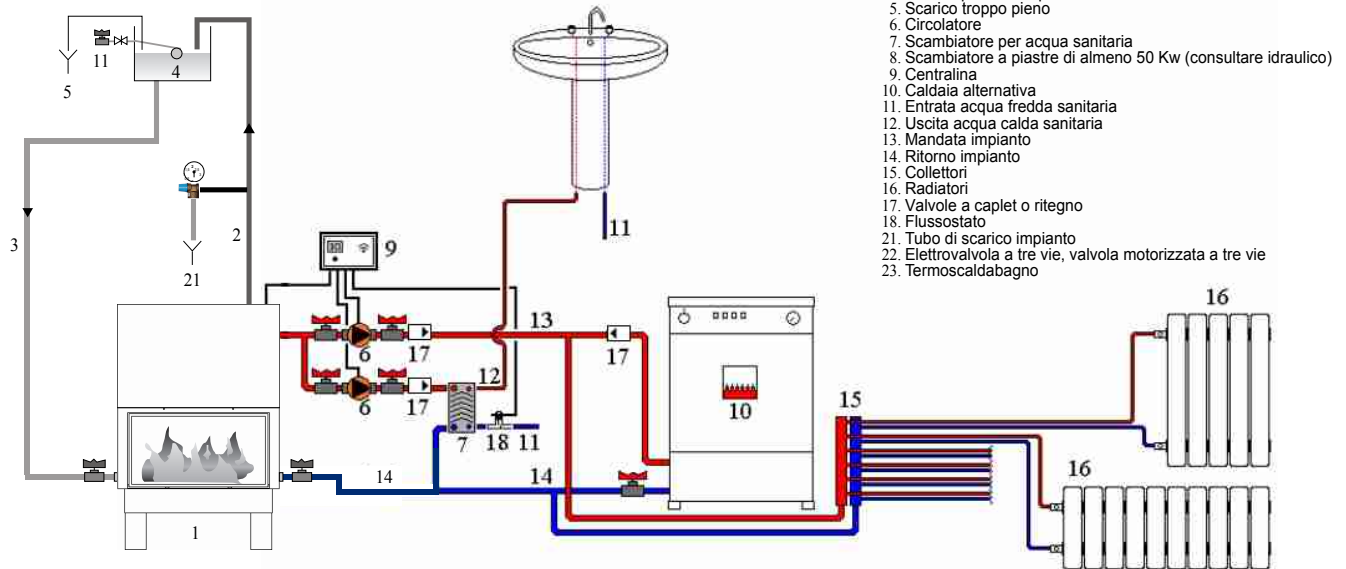 5. Scarico troppo pieno
6. Circolatore
7. Scambiatore per acqua sanitaria
8. Scambiatore a piastre di almeno 50 Kw (consultare idraulico)
9. Centralina
10. Caldaia alternativa
11. Entrata acqua fredda sanitaria
12. Uscita acqua calda sanitaria
13. Mandata impianto
14. Ritorno impianto
15. Collettori
16. Radiatori
17. Valvole a caplet o ritegno
18. Flussostato
21. Tubo di scarico impianto
22. Elettrovalvola a tre vie, valvola motorizzata a tre vie
23. Termoscaldabagno
5
11
4
3
2
21
9
11
6
17
13
17
12
6
17
7
18
11
10
15
16
16
14
14
1